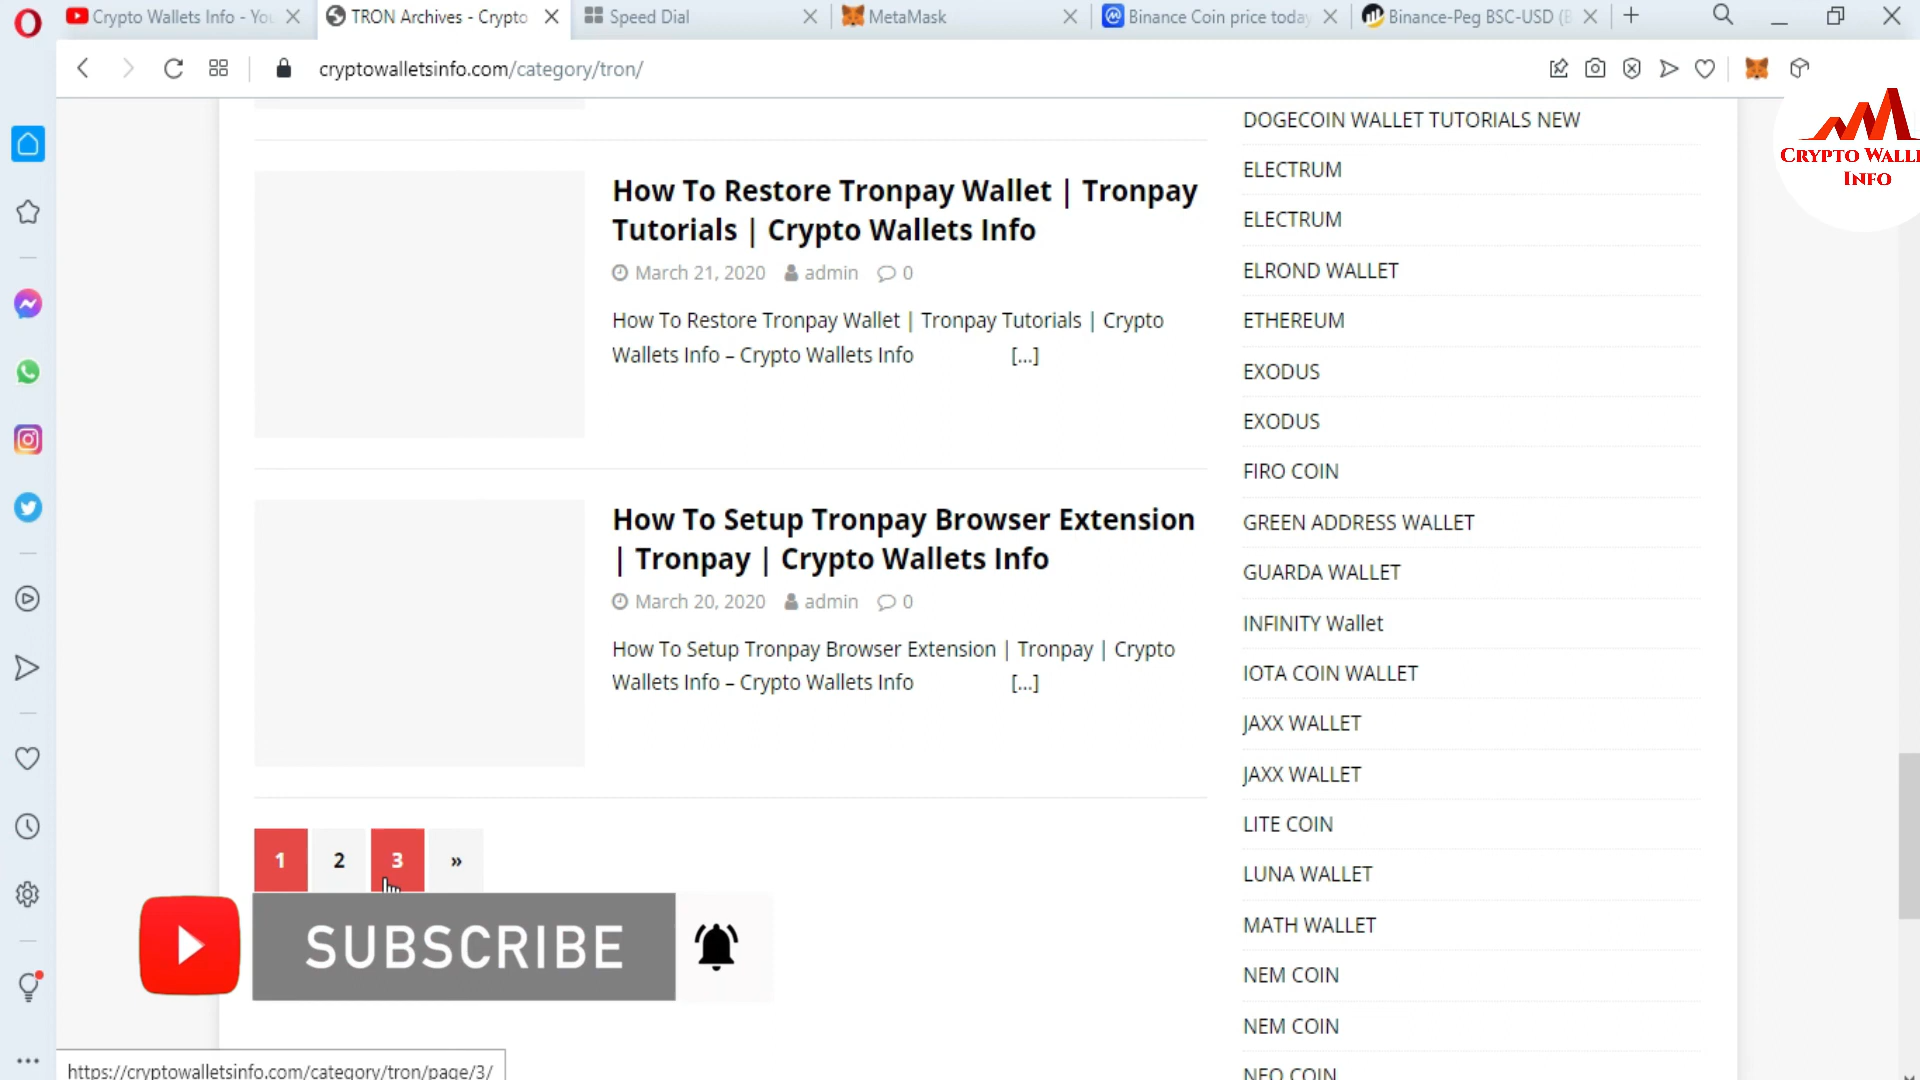 Crypto Wallets Info - You
TRON Archives - Crypto
Speed Dial
MetaMask
Binance Coin price today
Binance-Peg BSC-USD (B
cryptowalletsinfo.com/category/tron/
CRYPTO WALLE
INFO
How To Restore Tronpay Wallet | Tronpay
Tutorials | Crypto Wallets Info
March 21, 2020 admin 0
How To Restore Tronpay Wallet | Tronpay Tutorials | Crypto
Wallets Info – Crypto Wallets Info [...]
How To Setup Tronpay Browser Extension
| Tronpay | Crypto Wallets Info
March 20, 2020 admin 0
How To Setup Tronpay Browser Extension | Tronpay | Crypto
Wallets Info – Crypto Wallets Info [...]
1 2 3 »
SUBSCRIBE
https://cryptowalletsinfo.com/category/tron/page/3/
DOGECOIN WALLET TUTORIALS NEW
ELECTRUM
ELECTRUM
ELROND WALLET
ETHEREUM
EXODUS
EXODUS
FIRO COIN
GREEN ADDRESS WALLET
GUARDA WALLET
INFINITY Wallet
IOTA COIN WALLET
JAXX WALLET
JAXX WALLET
LITE COIN
LUNA WALLET
MATH WALLET
NEM COIN
NEM COIN
NEO COIN